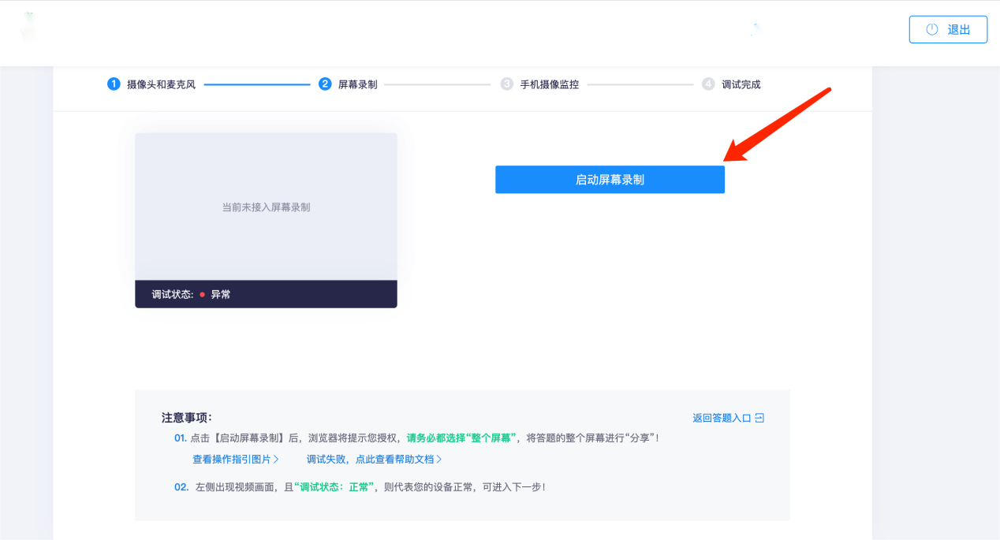 退出
1 摄像头和麦克风
2 屏幕录制
3 手机摄像监控
4 调试完成
启动屏幕录制
当前未接入屏幕录制
调试状态: 异常
注意事项:
返回答题入口
01. 点击【启动屏幕录制】后，浏览器将提示您授权，请务必都选择“整个屏幕”，将答题的整个屏幕进行“分享”！
查看操作指引图片 调试失败，点此查看帮助文档
02. 左侧出现视频画面，且“调试状态：正常”，则代表您的设备正常，可进入下一步！